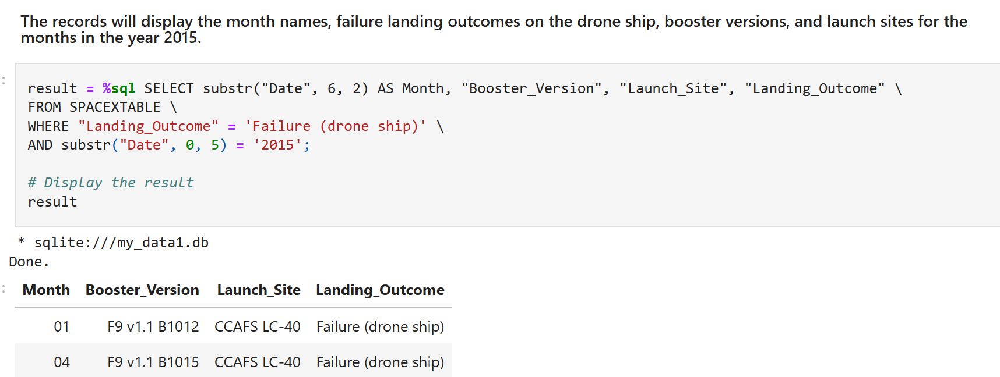 The records will display the month names, failure landing outcomes on the drone ship, booster versions, and launch sites for the
months in the year 2015.
:
result = %sql SELECT substr("Date", 6, 2) AS Month, "Booster_Version", "Launch_Site", "Landing_Outcome" \
FROM SPACEXTABLE \
WHERE "Landing_Outcome" = 'Failure (drone ship)' \
AND substr("Date", 0, 5) = '2015';
# Display the result
result
* sqlite:///my_data1.db
Done.
:
Month Booster_Version Launch_Site Landing_Outcome
01 F9 v1.1 B1012 CCAFS LC-40 Failure (drone ship)
04 F9 v1.1 B1015 CCAFS LC-40 Failure (drone ship)